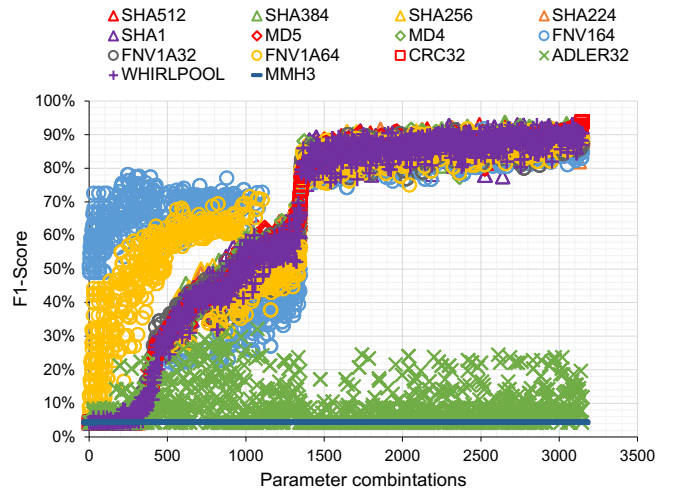 SHA512 SHA384 SHA256 SHA224
SHA1 MD5 MD4 FNV164
FNV1A32 FNV1A64 CRC32 ADLER32
WHIRLPOOL MMH3
100%
90%
80%
70%
60%
50%
40%
30%
20%
10%
0%
F1-Score
0 500 1000 1500 2000 2500 3000 3500
Parameter combintations